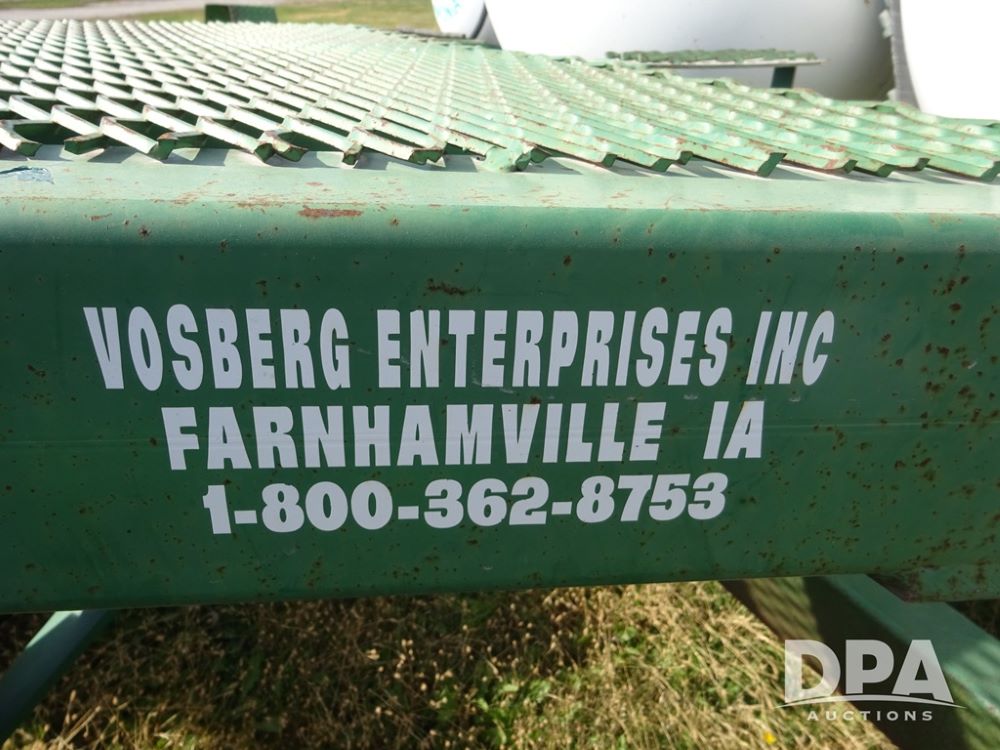 VOSBERG ENTERPRISES INC
FARNHAMVILLE IA
1-800-362-8753
DPA
AUCTIONS